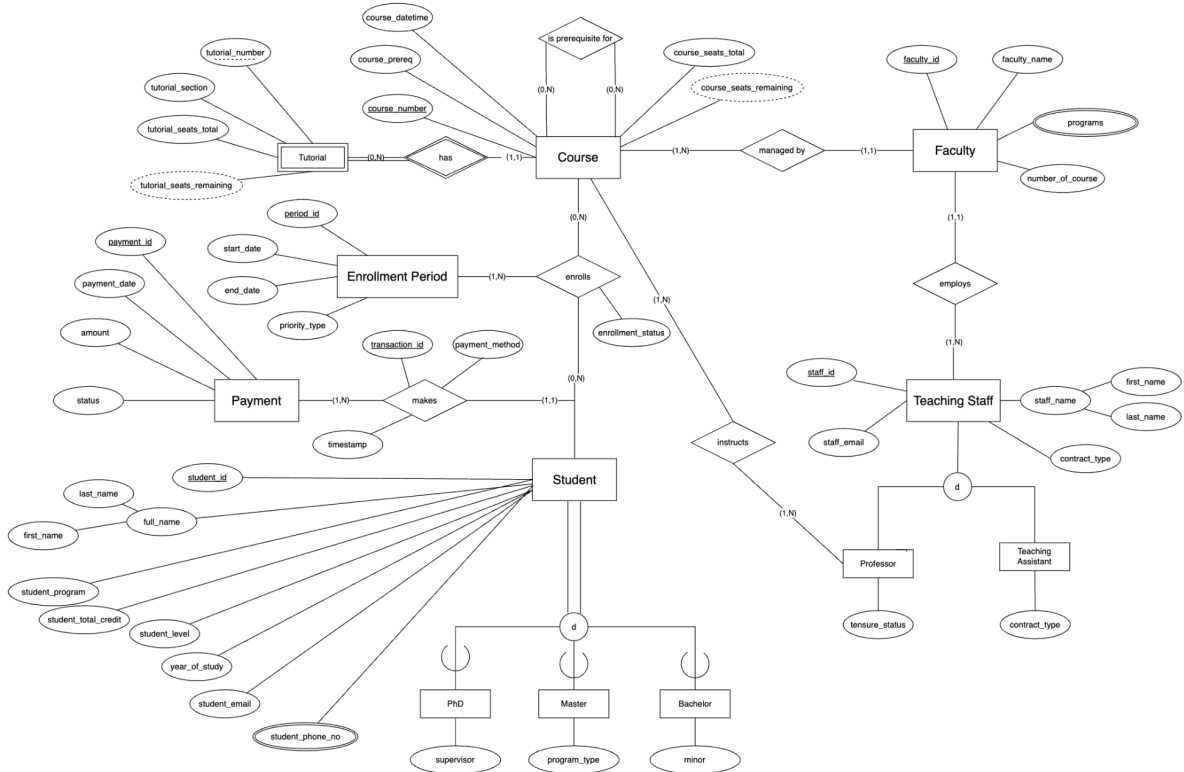 course_datetime
is prerequisite for
course_prereq
course_seats_total
tutorial_number
faculty_id
faculty_name
tutorial_section
course_seats_remaining
(0,N)
(0,N)
course_number
programs
tutorial_seats_total
Tutorial
(0,N)
has
(1,1)
Course
(1,N)
managed by
(1,1)
Faculty
tutorial_seats_remaining
number_of_course
period_id
(0,N)
(1,1)
payment_id
start_date
Enrollment Period
(1,N)
enrolls
payment_date
end_date
employs
(1,N)
priority_type
enrollment_status
amount
transaction_id
payment_method
(1,N)
staff_id
(0,N)
first_name
status
Payment
(1,N)
makes
(1,1)
Teaching Staff
staff_name
last_name
timestamp
instructs
staff_email
contract_type
student_id
Student
d
last_name
full_name
(1,N)
first_name
Professor
Teaching
Assistant
student_program
student_total_credit
student_level
d
tensure_status
contract_type
year_of_study
student_email
PhD
Master
Bachelor
student_phone_no
supervisor
program_type
minor